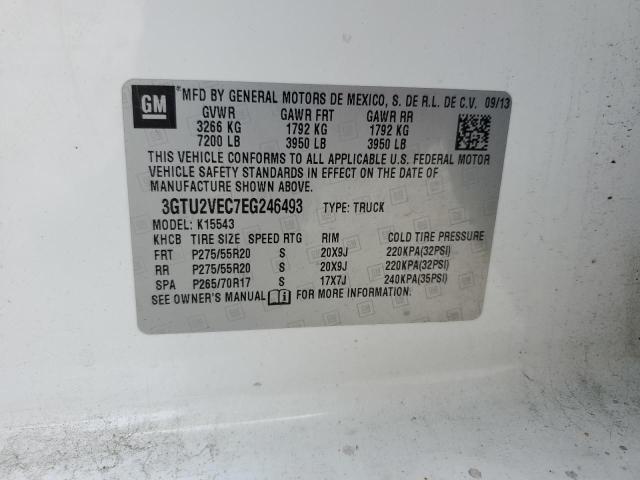 GM
*MFD BY GENERAL MOTORS DE MEXICO, S. DE R.L. DE C.V. 09/13
GVWR GAWR FRT GAWR RR
3266 KG 1792 KG 1792 KG
7200 LB 3950 LB 3950 LB
THIS VEHICLE CONFORMS TO ALL APPLICABLE U.S. FEDERAL MOTOR
VEHICLE SAFETY STANDARDS IN EFFECT ON THE DATE OF
MANUFACTURE SHOWN ABOVE.
3GTU2VEC7EG246493 TYPE: TRUCK
MODEL: K15543
KHCB TIRE SIZE SPEED RTG RIM COLD TIRE PRESSURE
FRT P275/55R20 S 20X9J 220KPA(32PSI)
RR P275/55R20 S 20X9J 220KPA(32PSI)
SPA P265/70R17 S 17X7J 240KPA(35PSI)
SEE OWNER'S MANUAL FOR MORE INFORMATION.